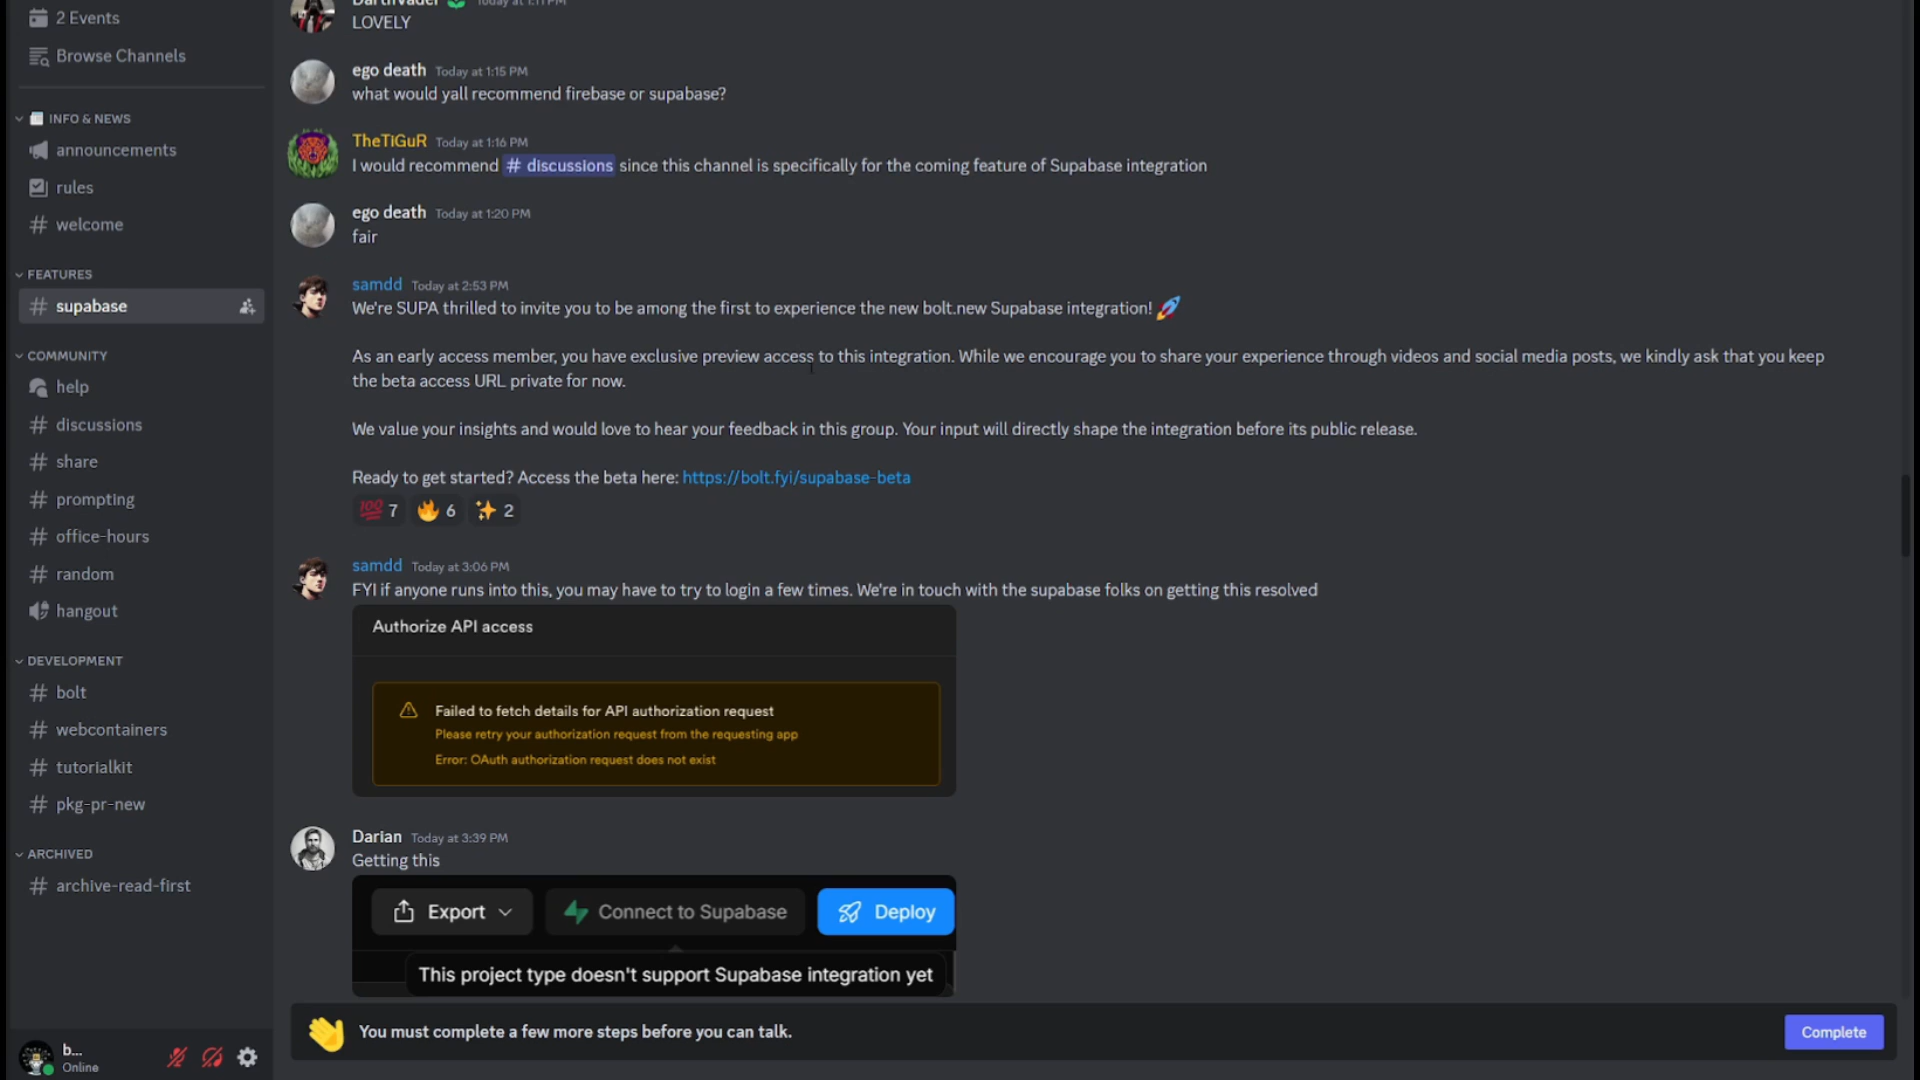 2 Events
Browse Channels
INFO & NEWS
announcements
rules
# welcome
FEATURES
# supabase
COMMUNITY
help
# discussions
# share
# prompting
# office-hours
# random
hangout
DEVELOPMENT
# bolt
# webcontainers
# tutorialkit
# pkg-pr-new
ARCHIVED
# archive-read-first
b...
Online
DarthVader Today at 1:11 PM
LOVELY
ego death Today at 1:15 PM
what would yall recommend firebase or supabase?
TheTiGuR Today at 1:16 PM
I would recommend # discussions since this channel is specifically for the coming feature of Supabase integration
ego death Today at 1:20 PM
fair
samdd Today at 2:53 PM
We're SUPA thrilled to invite you to be among the first to experience the new bolt.new Supabase integration! 🚀
As an early access member, you have exclusive preview access to this integration. While we encourage you to share your experience through videos and social media posts, we kindly ask that you keep
the beta access URL private for now.
We value your insights and would love to hear your feedback in this group. Your input will directly shape the integration before its public release.
Ready to get started? Access the beta here: https://bolt.fyi/supabase-beta
💯 7 🔥 6 ✨ 2
samdd Today at 3:06 PM
FYI if anyone runs into this, you may have to try to login a few times. We're in touch with the supabase folks on getting this resolved
Authorize API access
Failed to fetch details for API authorization request
Please retry your authorization request from the requesting app
Error: OAuth authorization request does not exist
Darian Today at 3:39 PM
Getting this
Export Connect to Supabase Deploy
This project type doesn't support Supabase integration yet
You must complete a few more steps before you can talk.
Complete